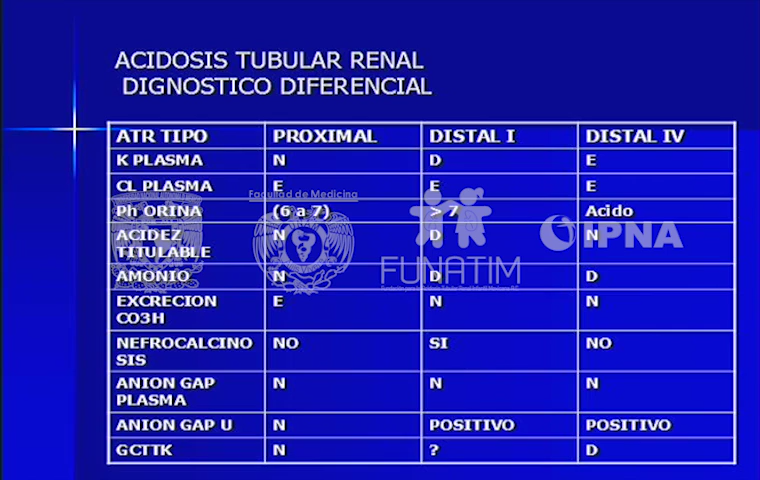 ACIDOSIS TUBULAR RENAL
DIGNOSTICO DIFERENCIAL
ATR TIPO PROXIMAL DISTAL I DISTAL IV
K PLASMA N D E
CL PLASMA E E E
Facultad de Medicina
Ph ORINA (6 a 7) > 7 Acido
ACIDEZ TITULABLE N D N
IPNA
FUNATIM
AMONIO N D D
EXCRECION CO3H E N N
NEFROCALCINO
SIS NO SI NO
ANION GAP PLASMA N N N
ANION GAP U N POSITIVO POSITIVO
GCTTK N ? D